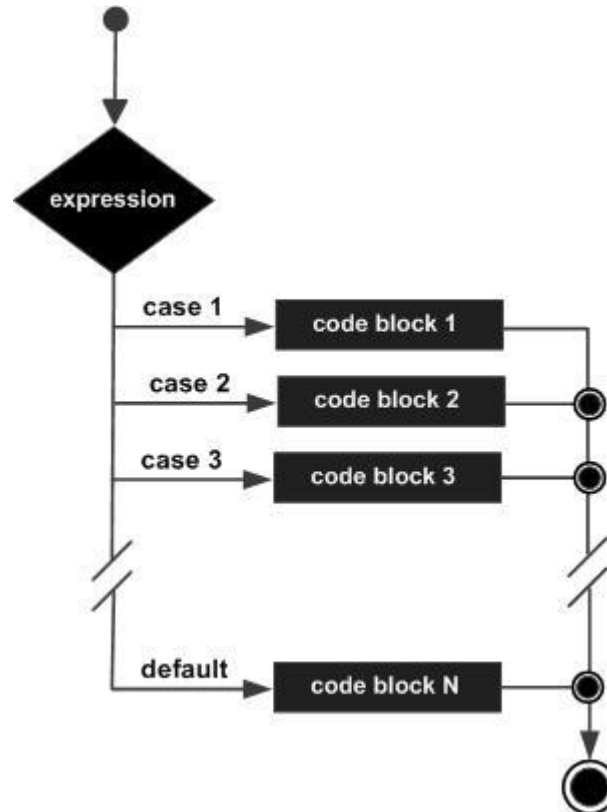 expression
case 1
code block 1
case 2
code block 2
case 3
code block 3
default
code block N